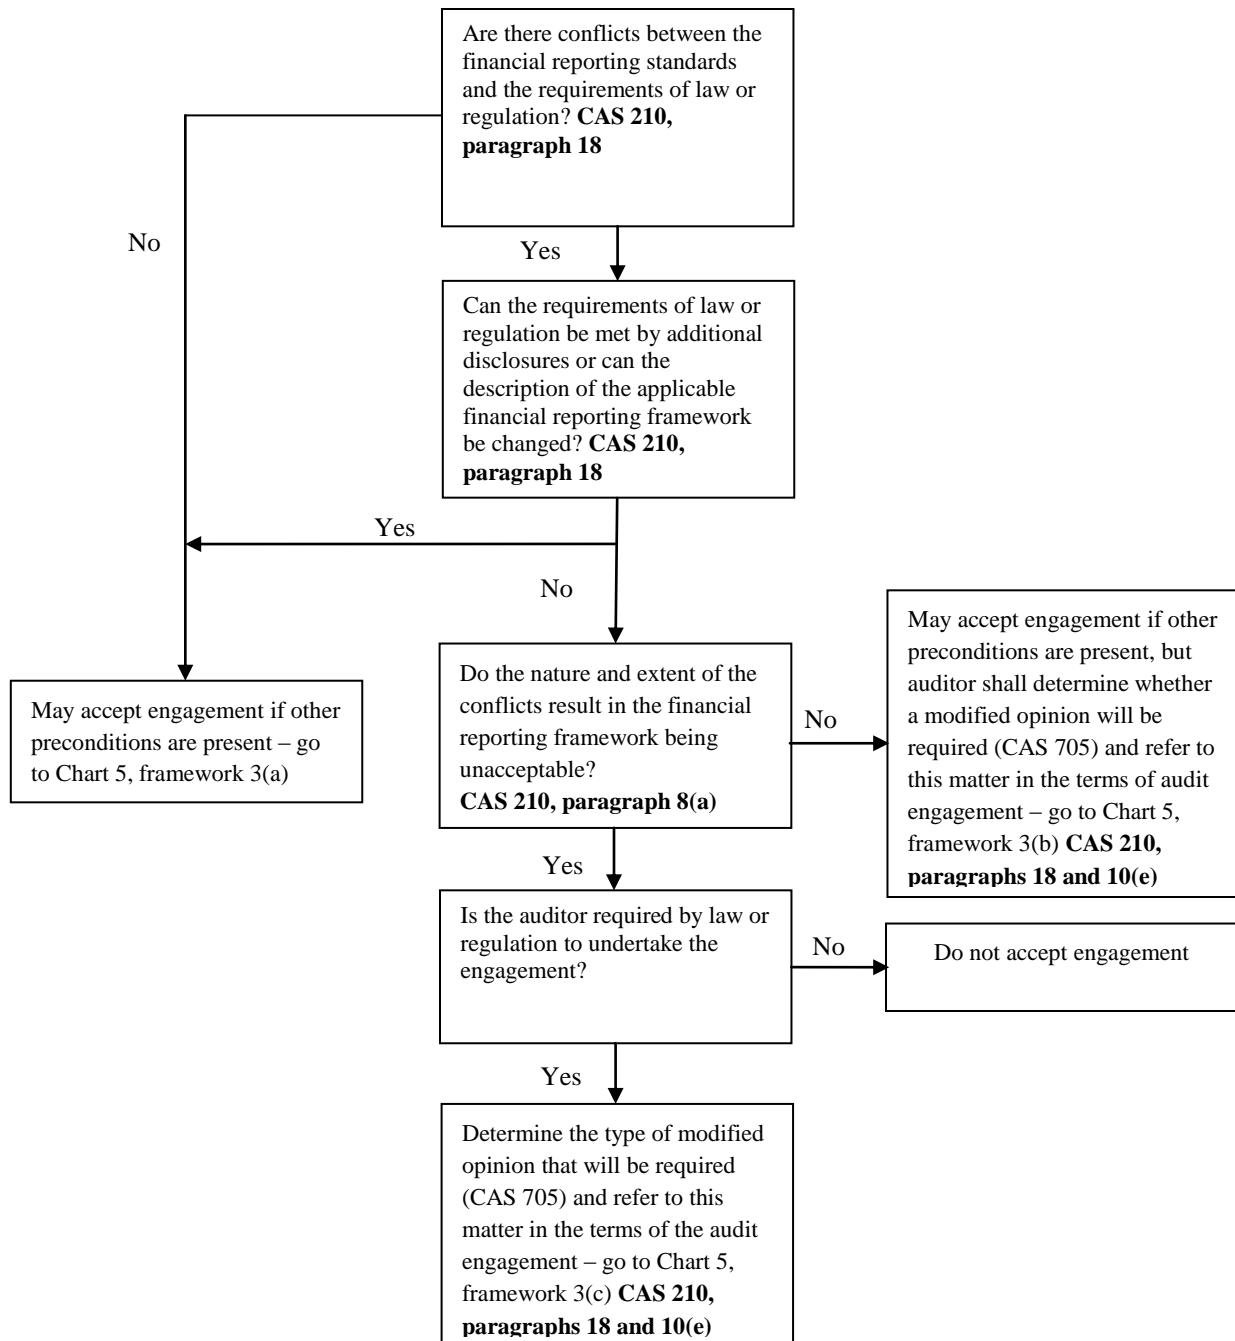 Are there conflicts between the
financial reporting standards
and the requirements of law or
regulation? CAS 210,
paragraph 18
No
Yes
Can the requirements of law or
regulation be met by additional
disclosures or can the
description of the applicable
financial reporting framework
be changed? CAS 210,
paragraph 18
Yes
No
May accept engagement if other
preconditions are present – go
to Chart 5, framework 3(a)
Do the nature and extent of the
conflicts result in the financial
reporting framework being
unacceptable?
CAS 210, paragraph 8(a)
No
May accept engagement if other
preconditions are present, but
auditor shall determine whether
a modified opinion will be
required (CAS 705) and refer to
this matter in the terms of audit
engagement – go to Chart 5,
framework 3(b) CAS 210,
paragraphs 18 and 10(e)
Yes
Is the auditor required by law or
regulation to undertake the
engagement?
No
Do not accept engagement
Yes
Determine the type of modified
opinion that will be required
(CAS 705) and refer to this
matter in the terms of the audit
engagement – go to Chart 5,
framework 3(c) CAS 210,
paragraphs 18 and 10(e)